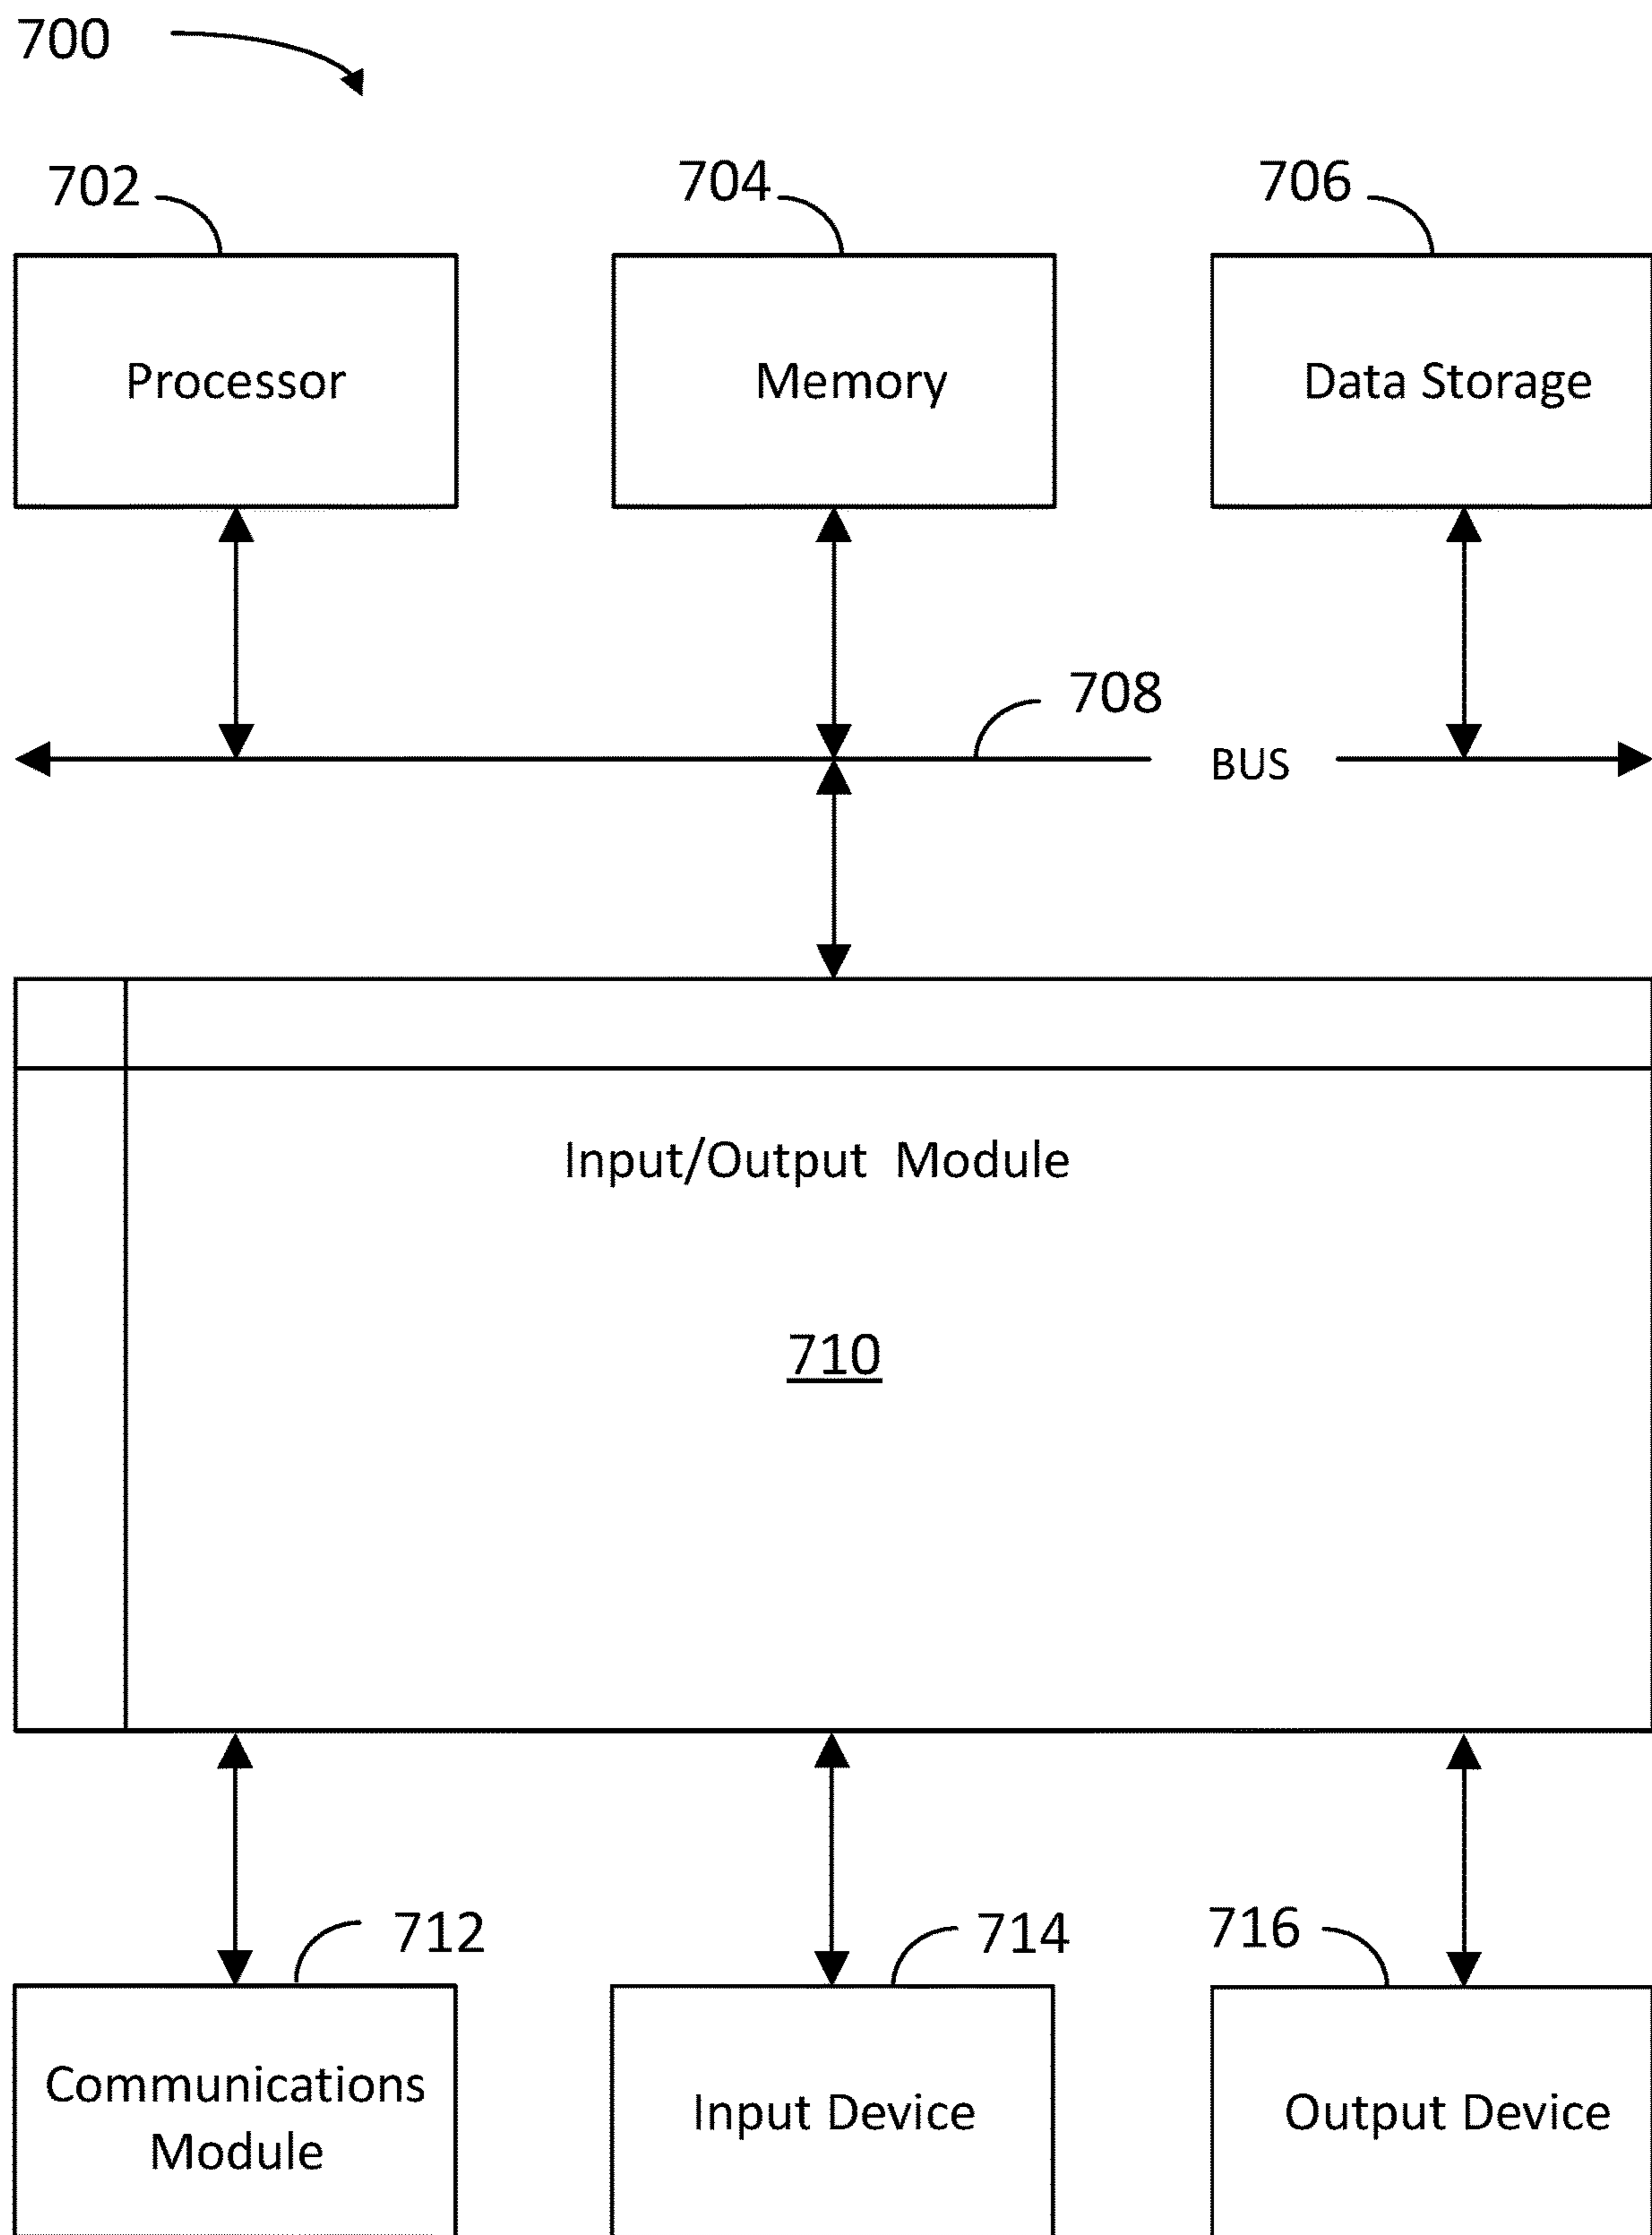 700
702
704
706
Processor
Memory
Data Storage
708
BUS
Input/Output Module
710
712
714
716
Communications
Module
Input Device
Output Device